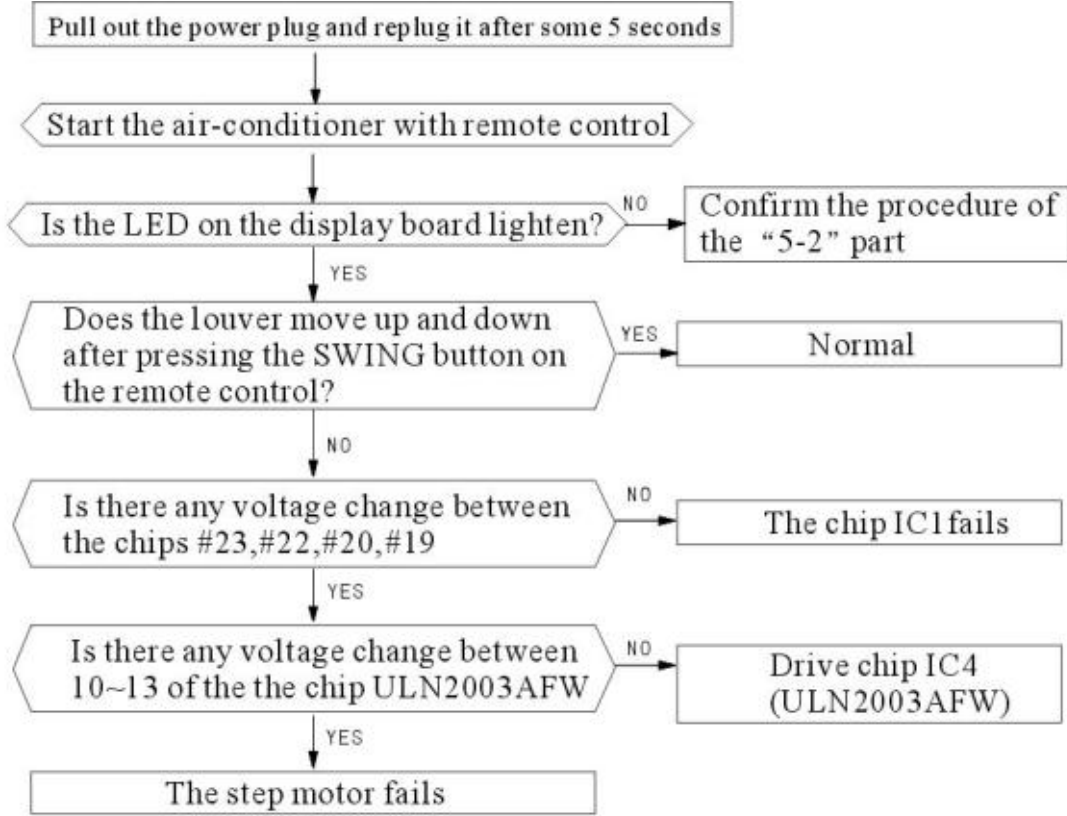 Pull out the power plug and replug it after some 5 seconds
Start the air-conditioner with remote control
Is the LED on the display board lighten?
NO
Confirm the procedure of
the “5-2” part
YES
Does the louver move up and down
after pressing the SWING button on
the remote control?
YES
Normal
NO
Is there any voltage change between
the chips #23,#22,#20,#19
NO
The chip IC1fails
YES
Is there any voltage change between
10~13 of the the chip ULN2003AFW
NO
Drive chip IC4
(ULN2003AFW)
YES
The step motor fails